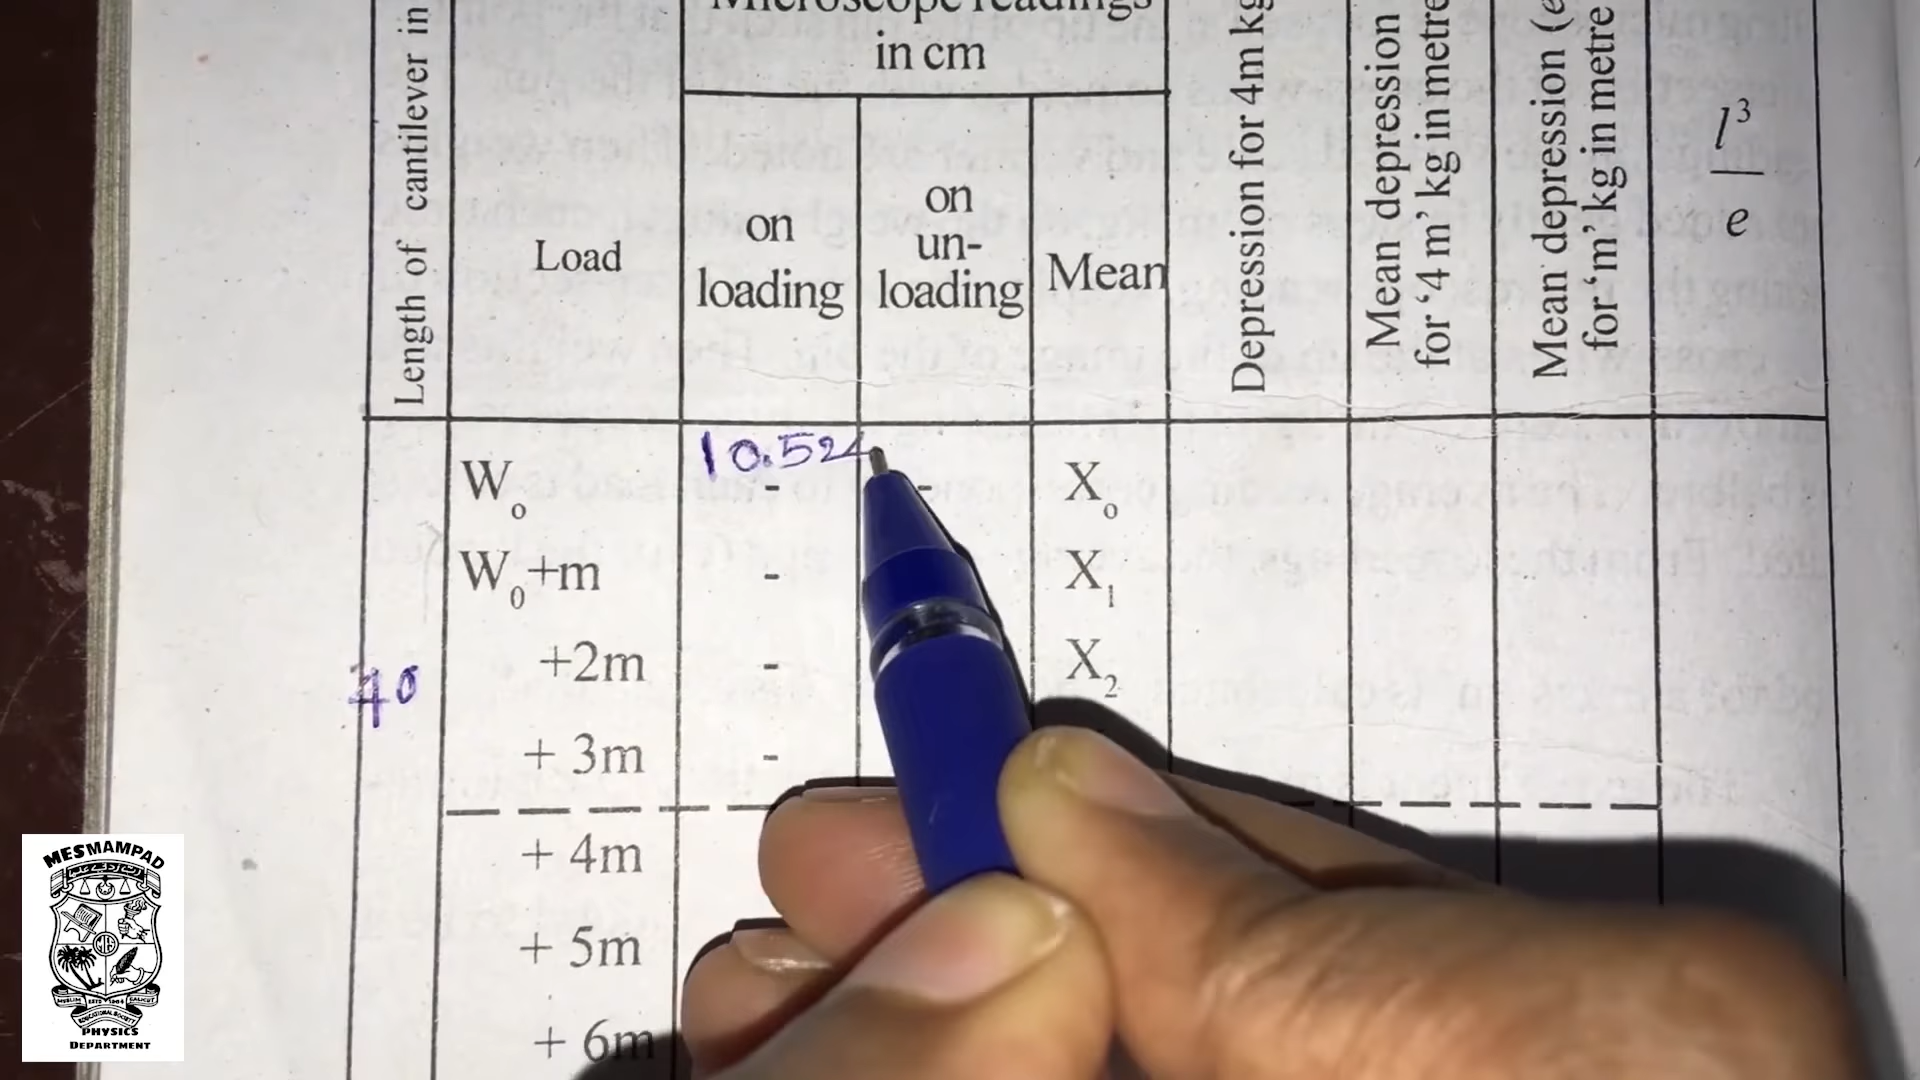 Length of cantilever in
Load
Microscope readings
in cm
on
loading
on
un-
loading
Mean
Depression for 4m kg
Mean depression
for ‘4 m’ kg in metre
Mean depression (e
for ‘m’ kg in metre
l³
e
10.524
W₀ - - X₀
W₀+m - X₁
40
+2m - X₂
+ 3m -
+ 4m
+ 5m
+ 6m
MESMAMPAD
PHYSICS
DEPARTMENT